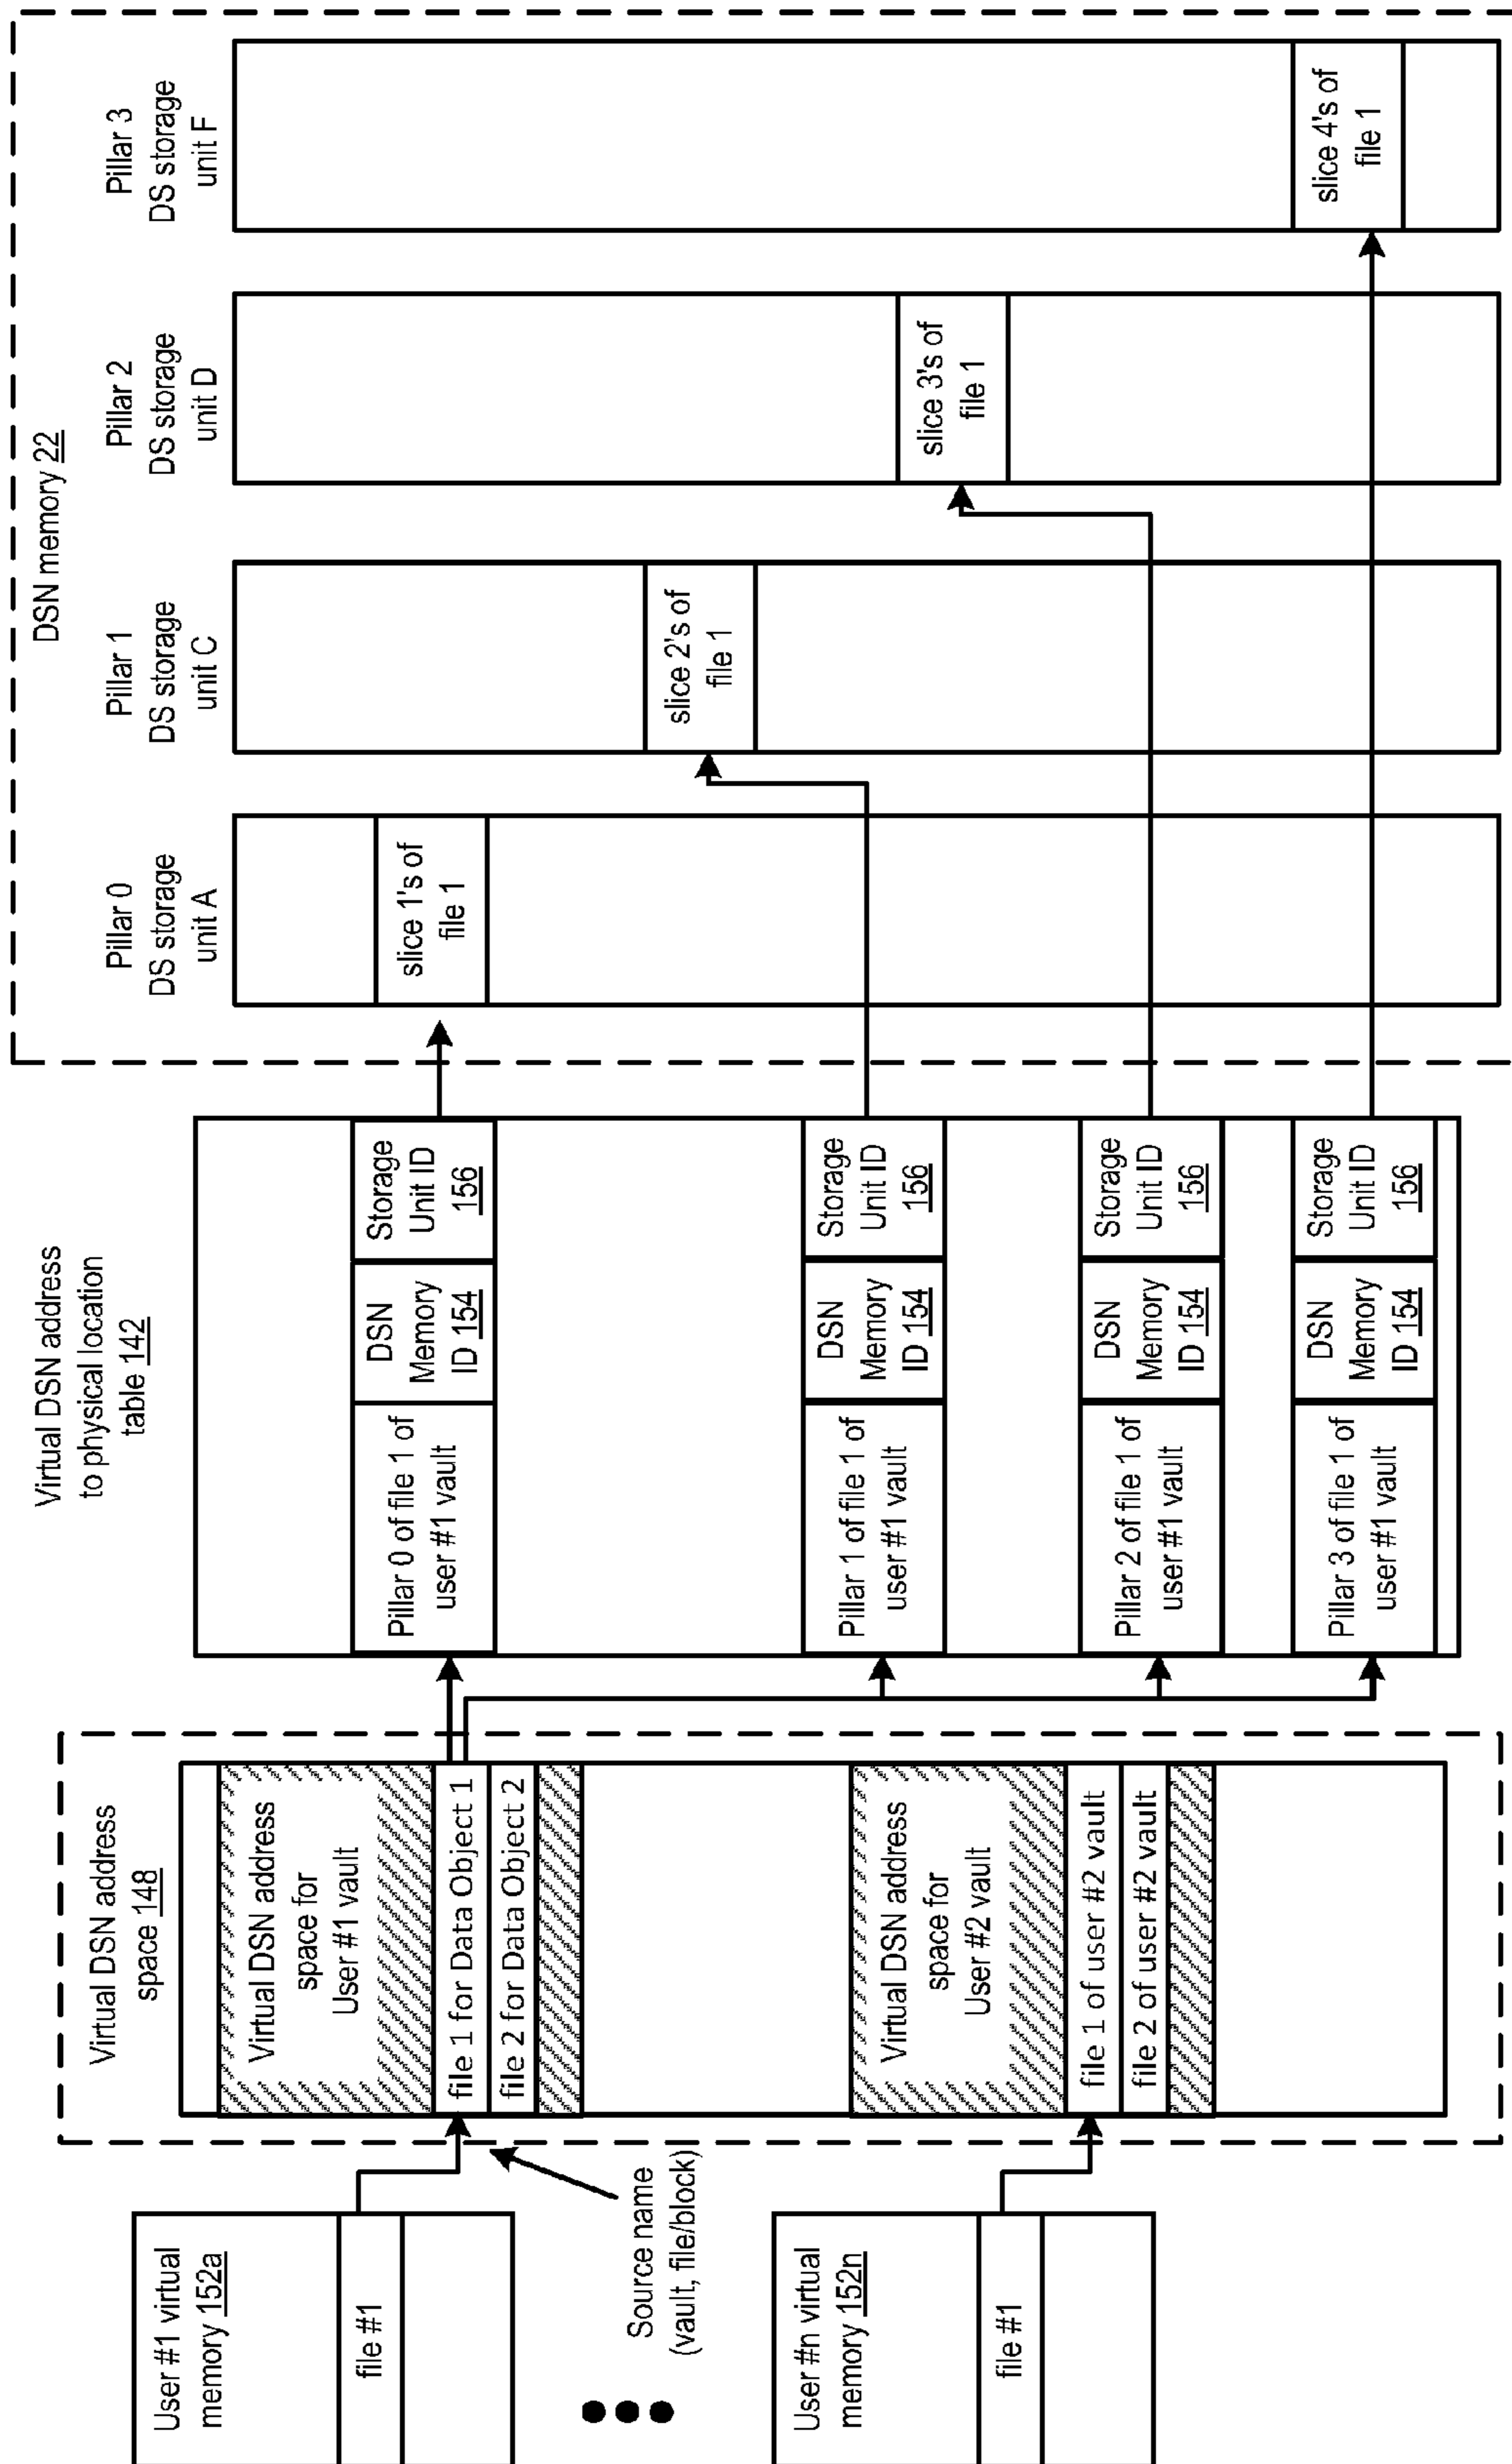 User #1 virtual
memory 152a
file #1
Source name
(vault, file/block)
User #n virtual
memory 152n
file #1
Virtual DSN address
space 148
Virtual DSN address
space for
User #1 vault
file 1 for Data Object 1
file 2 for Data Object 2
Virtual DSN address
space for
User #2 vault
file 1 of user #2 vault
file 2 of user #2 vault
Virtual DSN address
to physical location
table 142
Pillar 0 of file 1 of
user #1 vault
DSN
Memory
ID 154
Storage
Unit ID
156
Pillar 1 of file 1 of
user #1 vault
DSN
Memory
ID 154
Storage
Unit ID
156
Pillar 2 of file 1 of
user #1 vault
DSN
Memory
ID 154
Storage
Unit ID
156
Pillar 3 of file 1 of
user #1 vault
DSN
Memory
ID 154
Storage
Unit ID
156
DSN memory 22
Pillar 0
DS storage
unit A
slice 1's of
file 1
Pillar 1
DS storage
unit C
slice 2's of
file 1
Pillar 2
DS storage
unit D
slice 3's of
file 1
Pillar 3
DS storage
unit F
slice 4's of
file 1